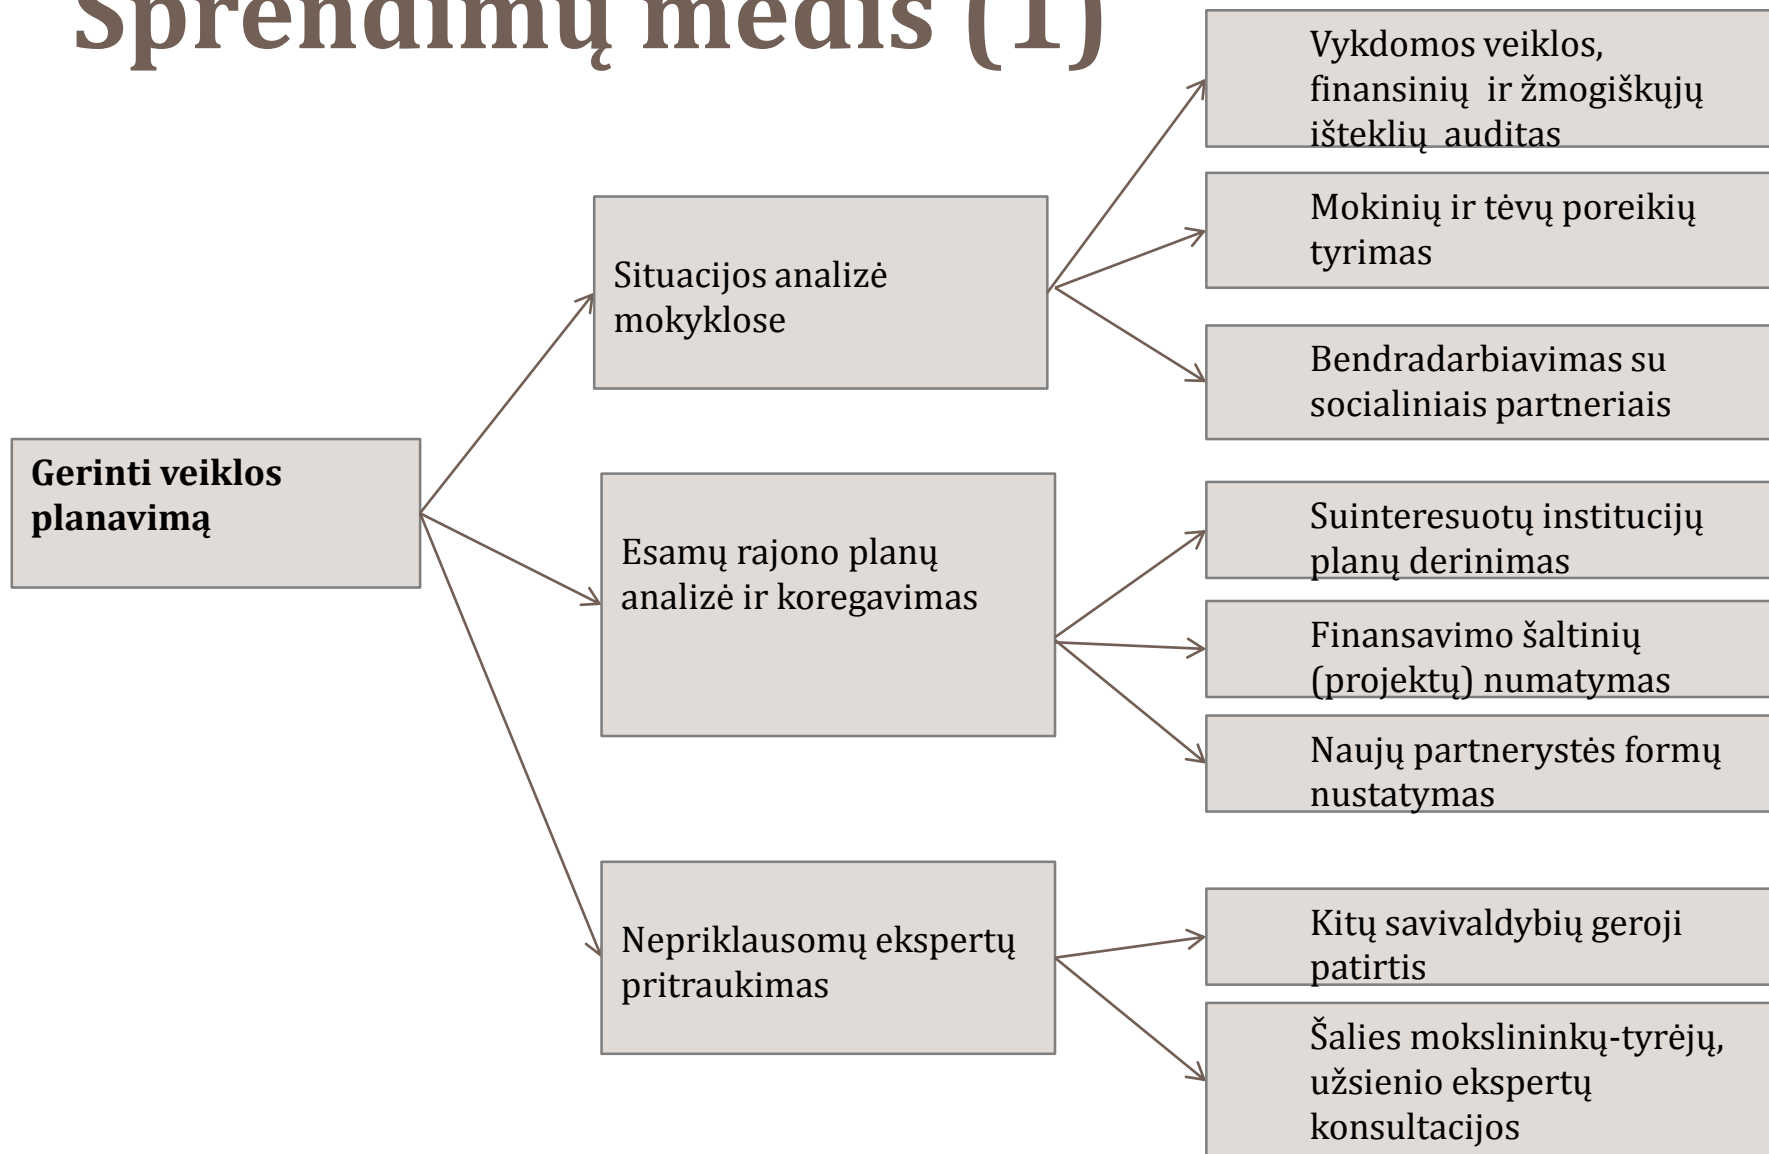 Sprendimų medis (1)
Vykdomos veiklos,
finansinių ir žmogiškųjų
išteklių auditas
Mokinių ir tėvų poreikių
tyrimas
Situacijos analizė
mokyklose
Bendradarbiavimas su
socialiniais partneriais
Gerinti veiklos
planavimą
Suinteresuotų institucijų
planų derinimas
Esamų rajono planų
analizė ir koregavimas
Finansavimo šaltinių
(projektų) numatymas
Naujų partnerystės formų
nustatymas
Nepriklausomų ekspertų
pritraukimas
Kitų savivaldybių geroji
patirtis
Šalies mokslininkų-tyrėjų,
užsienio ekspertų
konsultacijos